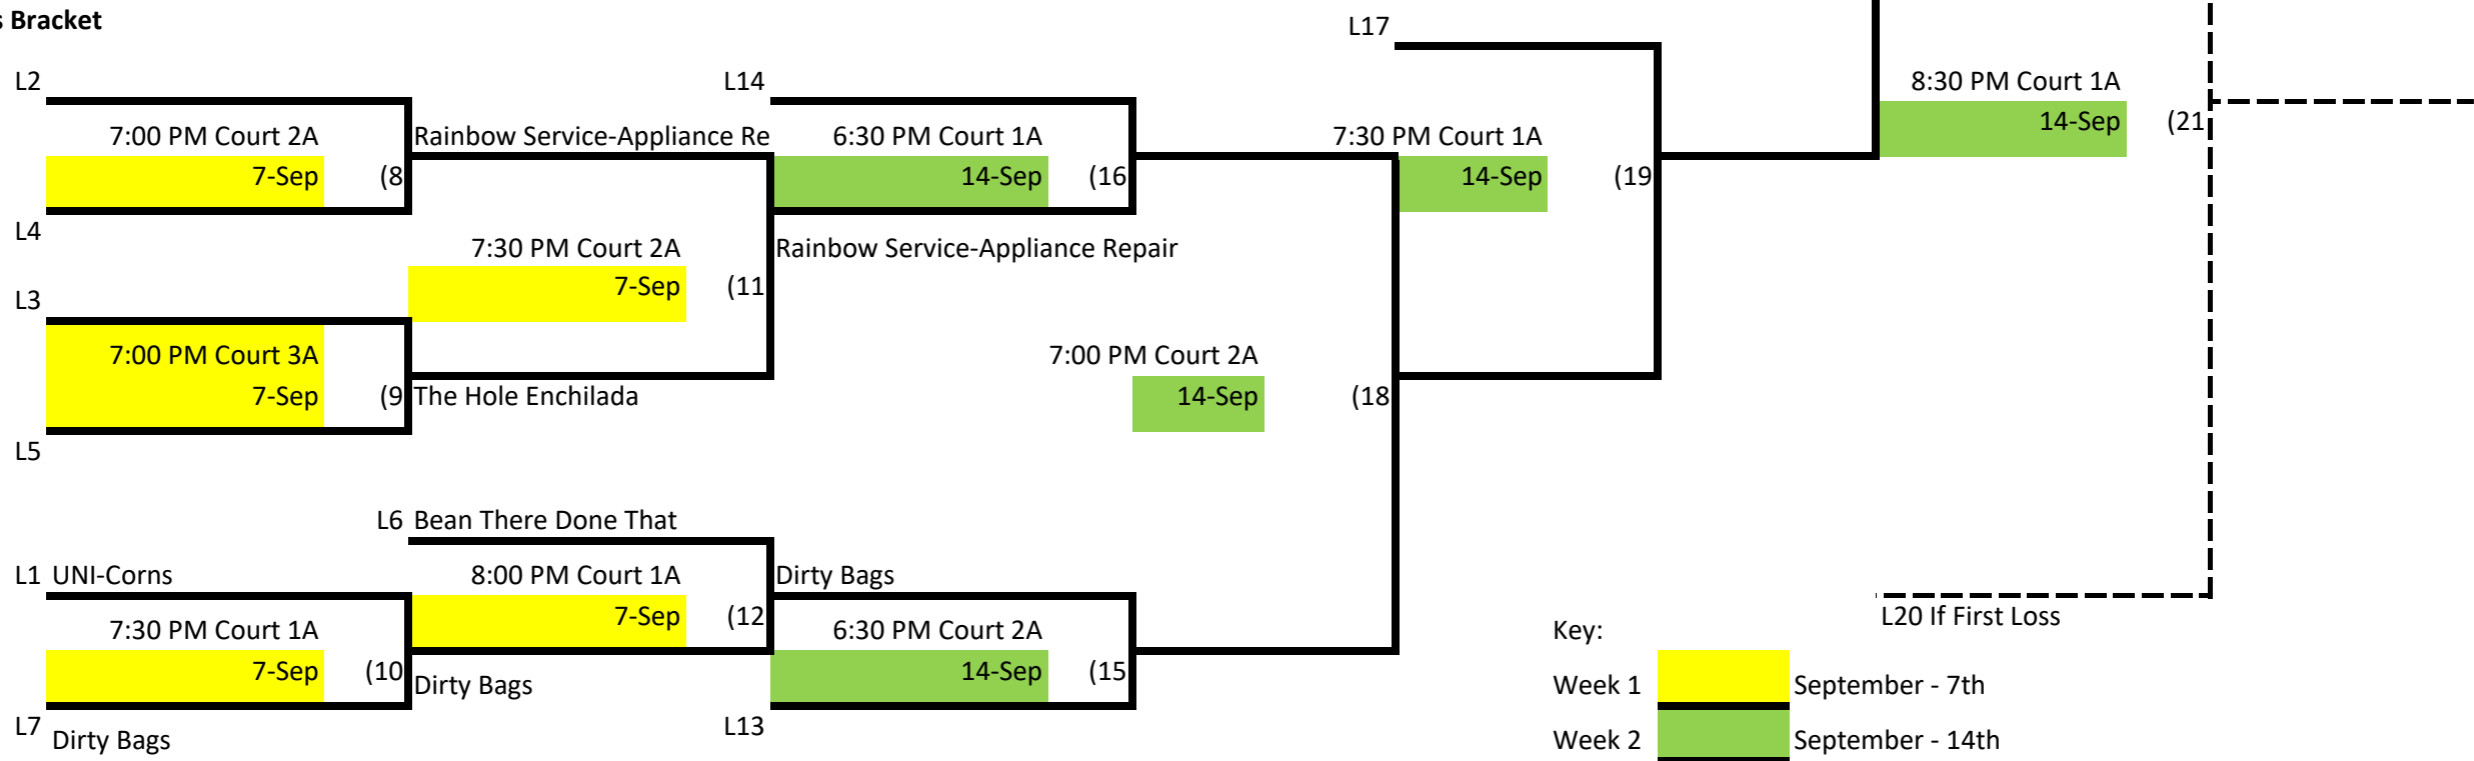 s Bracket
L17
L2
L14
8:30 PM Court 1A
14-Sep (21
7:00 PM Court 2A
7-Sep (8
Rainbow Service-Appliance Re
6:30 PM Court 1A
14-Sep (16
7:30 PM Court 1A
14-Sep (19
L4
7:30 PM Court 2A
7-Sep (11
Rainbow Service-Appliance Repair
L3
7:00 PM Court 3A
7-Sep (9
The Hole Enchilada
7:00 PM Court 2A
14-Sep (18
L5
L6 Bean There Done That
L1 UNI-Corns
8:00 PM Court 1A
7-Sep (12
Dirty Bags
7:30 PM Court 1A
7-Sep (10
Dirty Bags
6:30 PM Court 2A
14-Sep (15
L7 Dirty Bags
L13
L20 If First Loss
Key:
Week 1 September - 7th
Week 2 September - 14th